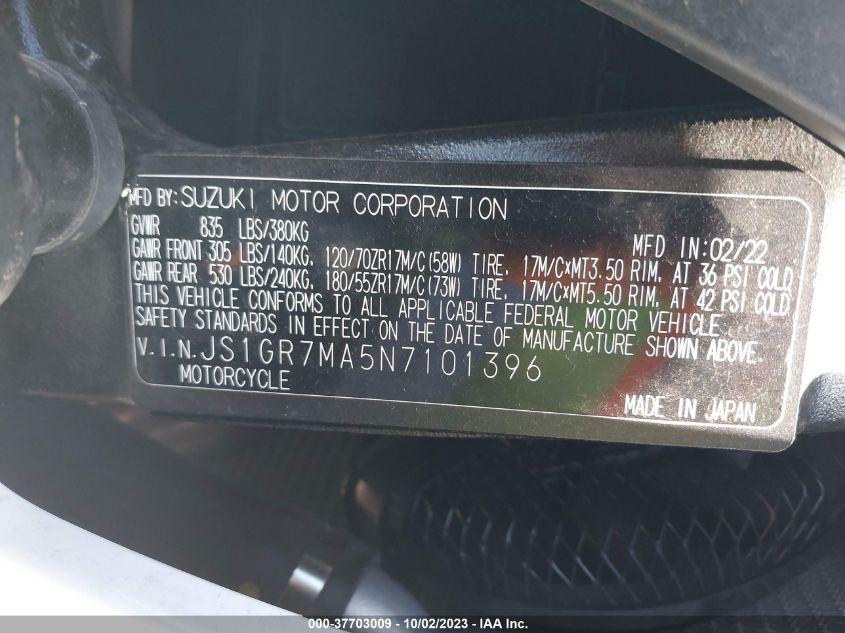 MFD BY:SUZUKI MOTOR CORPORATION
GVWR 835 LBS/380KG MFD IN:02/22
GAWR FRONT 305 LBS/140KG, 120/70ZR17M/C(58W) TIRE, 17M/C×MT3.50 RIM, AT 36 PSI COLD
GAWR REAR 530 LBS/240KG, 180/55ZR17M/C(73W) TIRE, 17M/C×MT5.50 RIM, AT 42 PSI COLD
THIS VEHICLE CONFORMS TO ALL APPLICABLE FEDERAL MOTOR VEHICLE
SAFETY STANDARDS IN EFFECT ON THE DATE OF MANUFACTURE SHOWN ABOVE.
V.I.N.JS1GR7MA5N7101396
MOTORCYCLE
MADE IN JAPAN
000-37703009 - 10/02/2023 - IAA Inc.